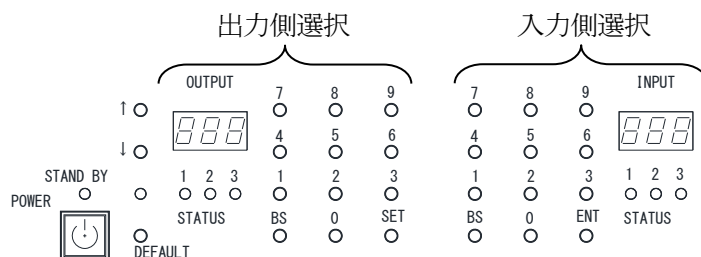 出力側選択 入力側選択
OUTPUT 7 8 9 7 8 9 INPUT
↑ 888 888
↓ 4 5 6 4 5 6
STAND BY 1 2 3 1 2 3 1 2 3 1 2 3
POWER STATUS BS 0 SET BS 0 ENT STATUS
DEFAULT